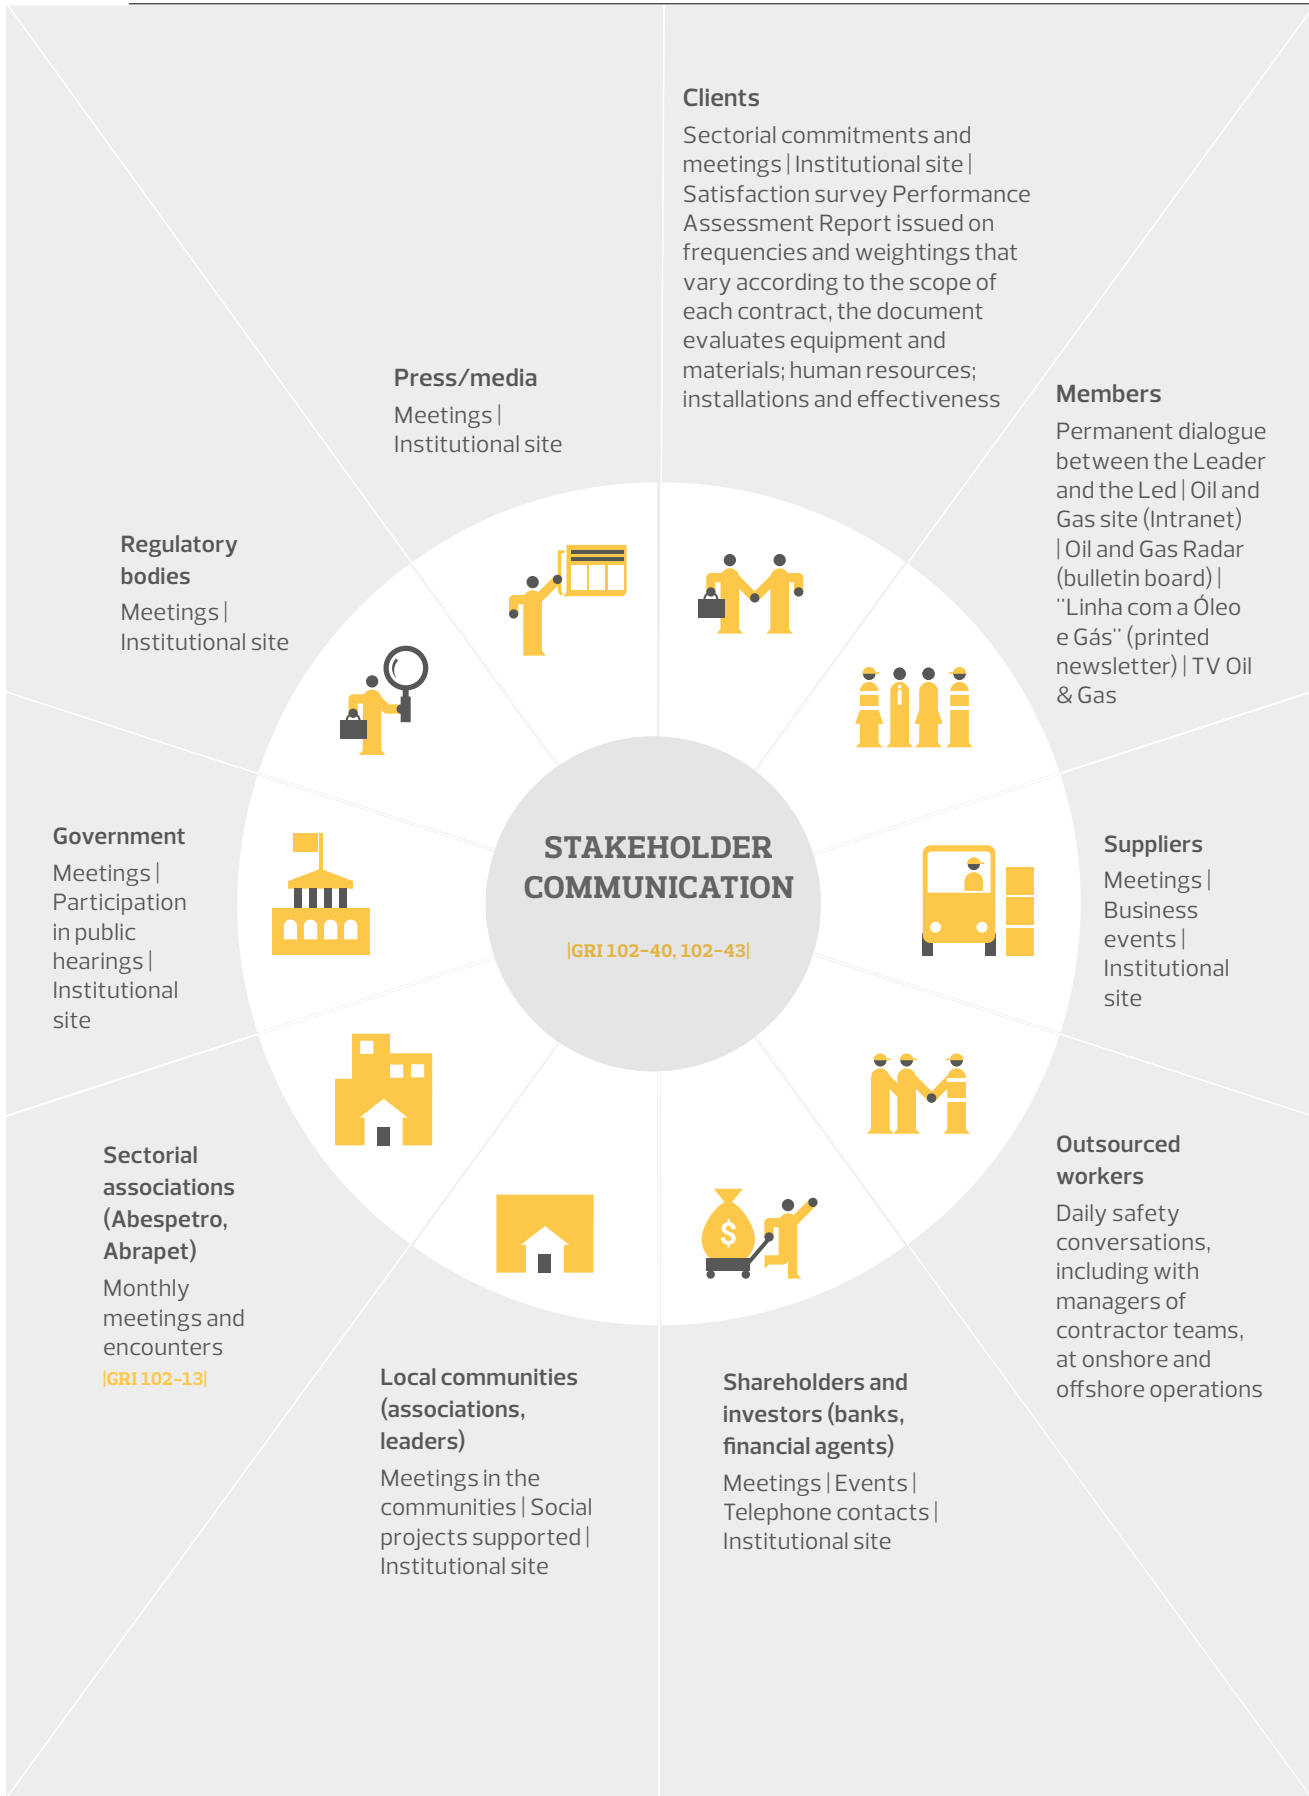 Clients
Sectorial commitments and
meetings | Institutional site |
Satisfaction survey Performance
Assessment Report issued on
frequencies and weightings that
vary according to the scope of
each contract, the document
evaluates equipment and
materials; human resources;
installations and effectiveness
Members
Permanent dialogue
between the Leader
and the Led | Oil and
Gas site (Intranet)
| Oil and Gas Radar
(bulletin board) |
¨Linha com a Óleo
e Gás¨ (printed
newsletter) | TV Oil
& Gas
Suppliers
Meetings |
Business
events |
Institutional
site
Outsourced
workers
Daily safety
conversations,
including with
managers of
contractor teams,
at onshore and
offshore operations
Shareholders and
investors (banks,
financial agents)
Meetings | Events |
Telephone contacts |
Institutional site
Local communities
(associations,
leaders)
Meetings in the
communities | Social
projects supported |
Institutional site
Sectorial
associations
(Abespetro,
Abrapet)
Monthly
meetings and
encounters
|GRI 102-13|
Government
Meetings |
Participation
in public
hearings |
Institutional
site
Regulatory
bodies
Meetings |
Institutional site
Press/media
Meetings |
Institutional site
STAKEHOLDER
COMMUNICATION
|GRI 102-40, 102-43|
$